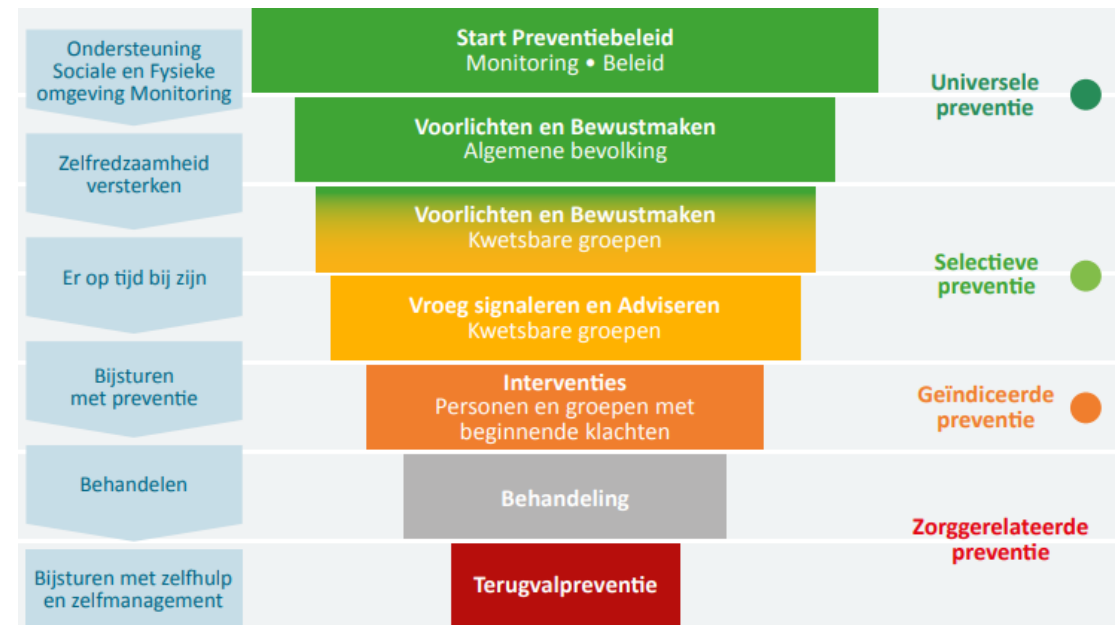 Ondersteuning
Sociale en Fysieke
omgeving Monitoring
Start Preventiebeleid
Monitoring • Beleid
Universele
preventie
Zelfredzaamheid
versterken
Voorlichten en Bewustmaken
Algemene bevolking
Voorlichten en Bewustmaken
Kwetsbare groepen
Er op tijd bij zijn
Selectieve
preventie
Vroeg signaleren en Adviseren
Kwetsbare groepen
Bijsturen
met preventie
Interventies
Personen en groepen met
beginnende klachten
Geïndiceerde
preventie
Behandelen
Behandeling
Zorggerelateerde
preventie
Bijsturen met zelfhulp
en zelfmanagement
Terugvalpreventie